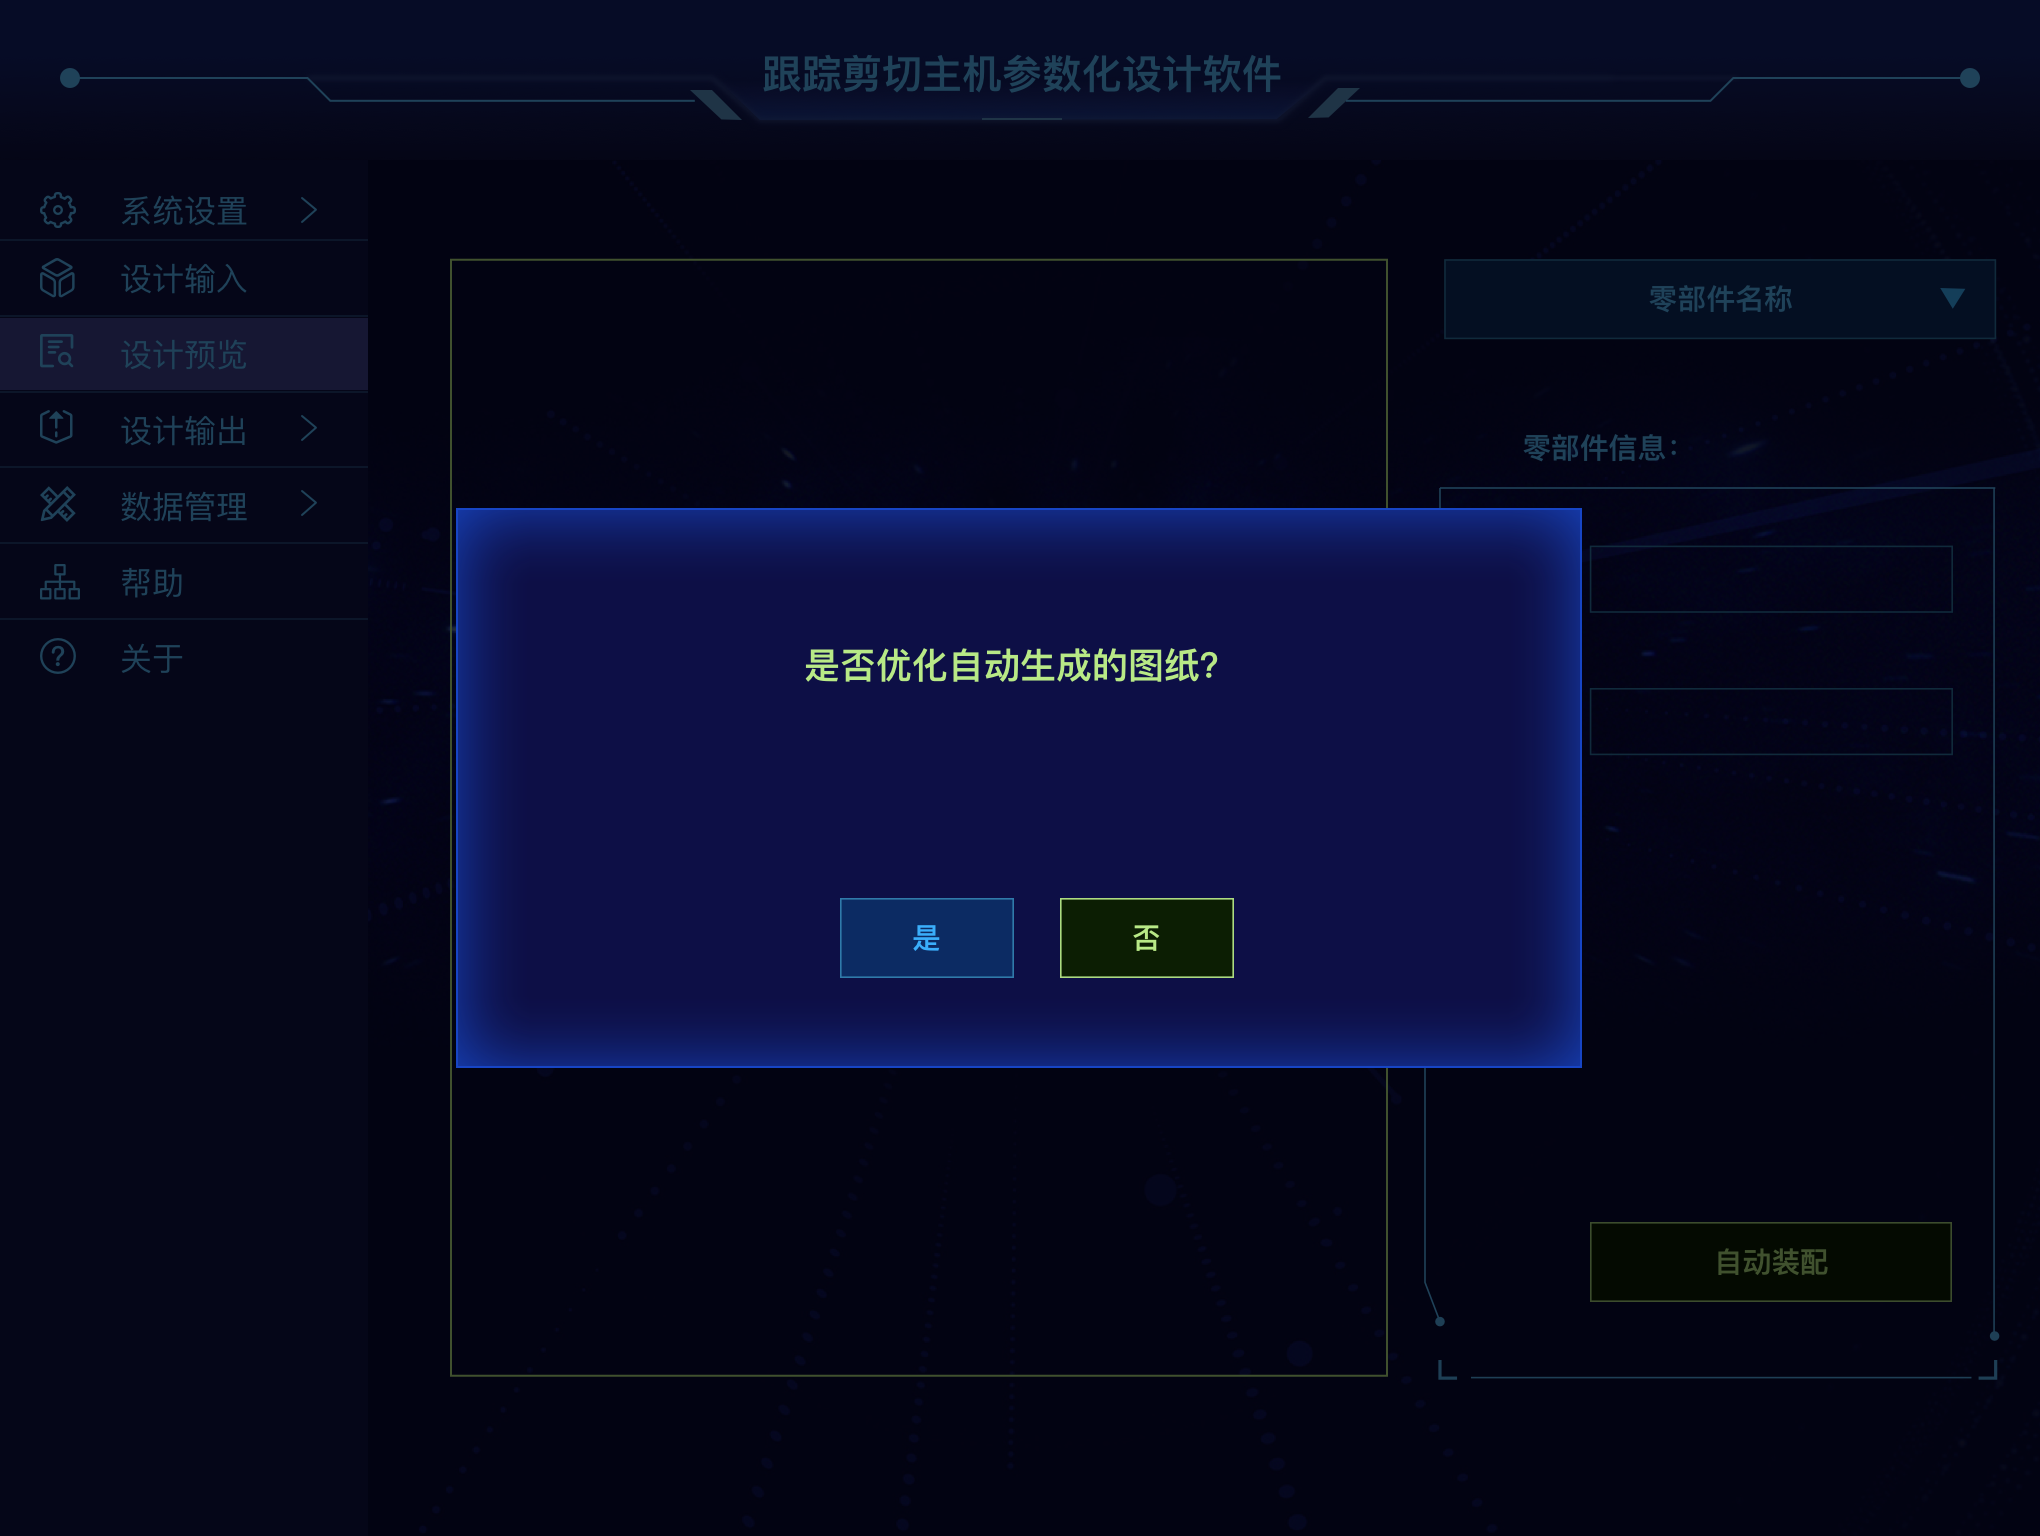 跟踪剪切主机参数化设计软件
系统设置
设计输入
设计预览
设计输出
数据管理
帮助
关于
零部件名称
零部件信息：
是否优化自动生成的图纸？
是
否
自动装配